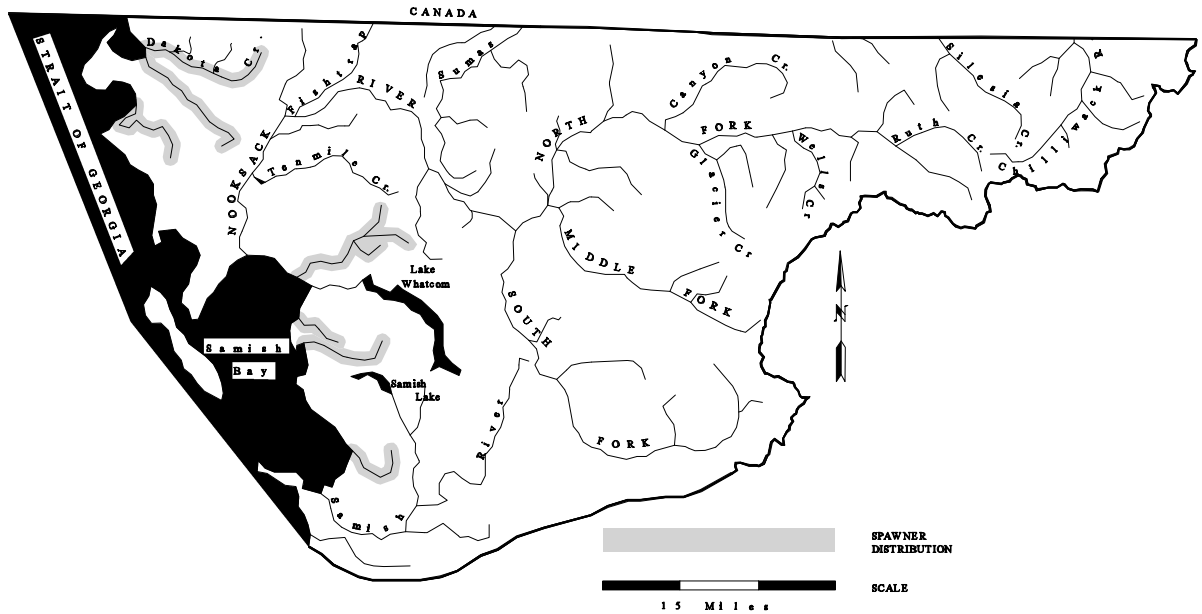 CANADA
STRAIT OF GEORGIA
Dakota Cr.
Fishtrap
RIVER
Sumas
NOOKSACK
Tenmile Cr.
NORTH
FORK
Canyon Cr.
Glacier Cr
Wells Cr
Ruth Cr.
Silesia Cr.
Chilliwack R
MIDDLE
FORK
Lake
Whatcom
SOUTH
FORK
Samish
Bay
Samish
Lake
River
Samish
N
SPAWNER
DISTRIBUTION
SCALE
15 Miles